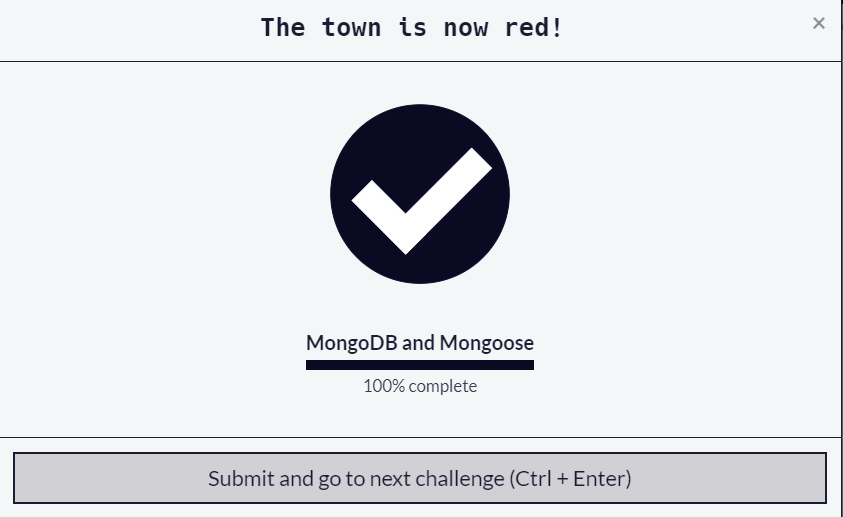 The town is now red!
×
MongoDB and Mongoose
100% complete
Submit and go to next challenge (Ctrl + Enter)